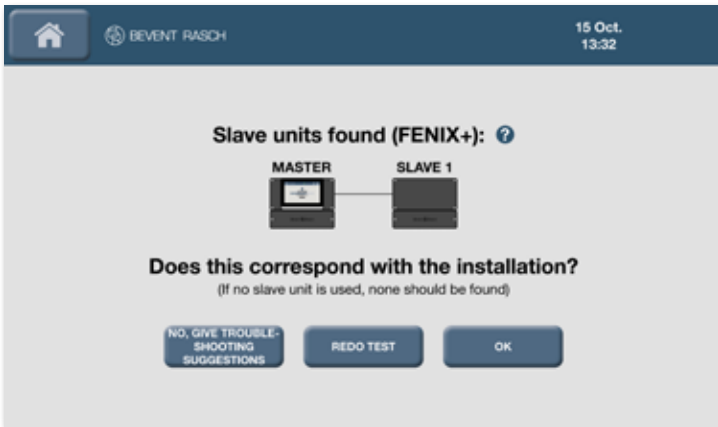 BEVENT RASCH
15 Oct.
13:32
Slave units found (FENIX+): ?
MASTER
SLAVE 1
Does this correspond with the installation?
(If no slave unit is used, none should be found)
NO, GIVE TROUBLE-
SHOOTING
SUGGESTIONS
REDO TEST
OK